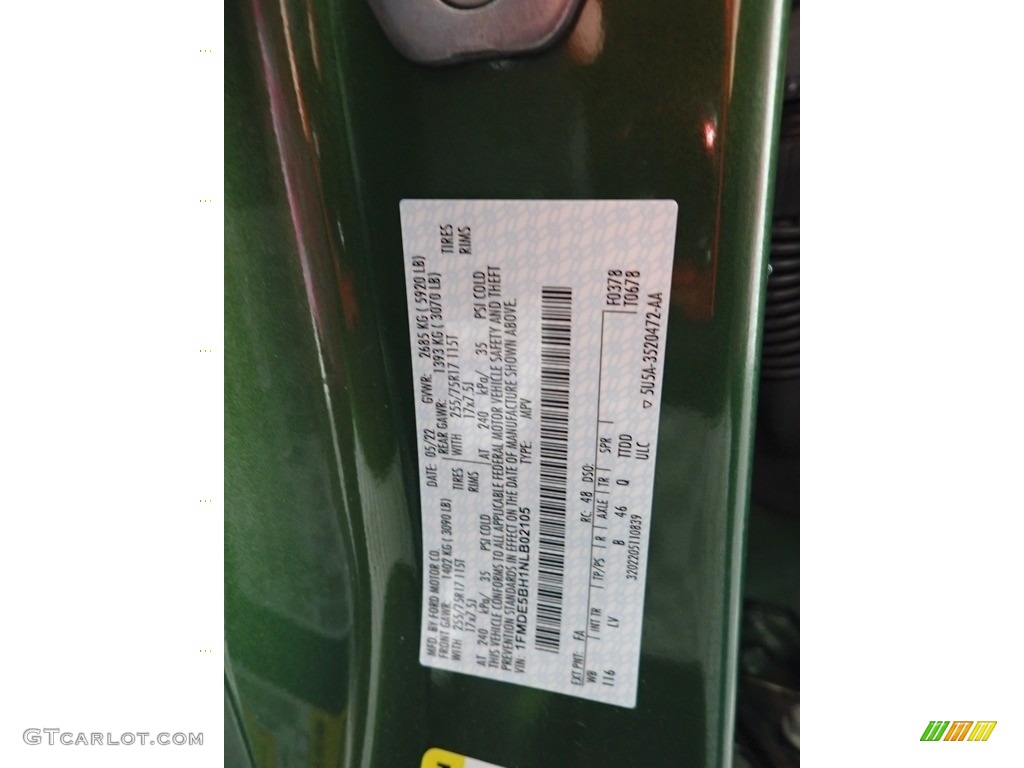 MFD. BY FORD MOTOR CO.
DATE: 05/22 GVWR: 2685 KG ( 5920 LB)
FRONT GAWR: 1402 KG ( 3090 LB) REAR GAWR: 1393 KG ( 3070 LB)
WITH 255/75R17 115T TIRES WITH 255/75R17 115T TIRES
17x7.5J RIMS 17x7.5J RIMS
AT 240 kPa/ 35 PSI COLD AT 240 kPa/ 35 PSI COLD
THIS VEHICLE CONFORMS TO ALL APPLICABLE FEDERAL MOTOR VEHICLE SAFETY AND THEFT
PREVENTION STANDARDS IN EFFECT ON THE DATE OF MANUFACTURE SHOWN ABOVE.
VIN: 1FMDE5BH1NLB02105 TYPE: MPV
EXT PNT: FA RC: 48 DSO: F0378
T0678
WB INT TR TP/PS R AXLE TR SPR
116 LV B 46 Q TTDD
3202205110839 ULC ▽ 5U5A-3520472-AA
GTCARLOT.COM